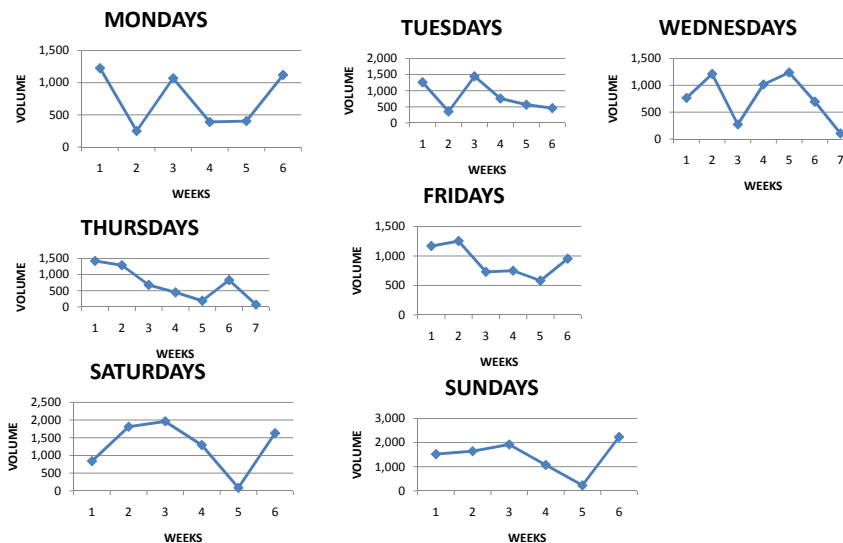 MONDAYS
1,500
1,000
500
0
VOLUME
1 2 3 4 5 6
WEEKS
TUESDAYS
2,000
1,500
1,000
500
0
VOLUME
1 2 3 4 5 6
WEEKS
WEDNESDAYS
1,500
1,000
500
0
VOLUME
1 2 3 4 5 6 7
WEEKS
THURSDAYS
1,500
1,000
500
0
VOLUME
1 2 3 4 5 6 7
WEEKS
FRIDAYS
1,500
1,000
500
0
VOLUME
1 2 3 4 5 6
WEEKS
SATURDAYS
2,500
2,000
1,500
1,000
500
0
VOLUME
1 2 3 4 5 6
WEEKS
SUNDAYS
3,000
2,000
1,000
0
VOLUME
1 2 3 4 5 6
WEEKS